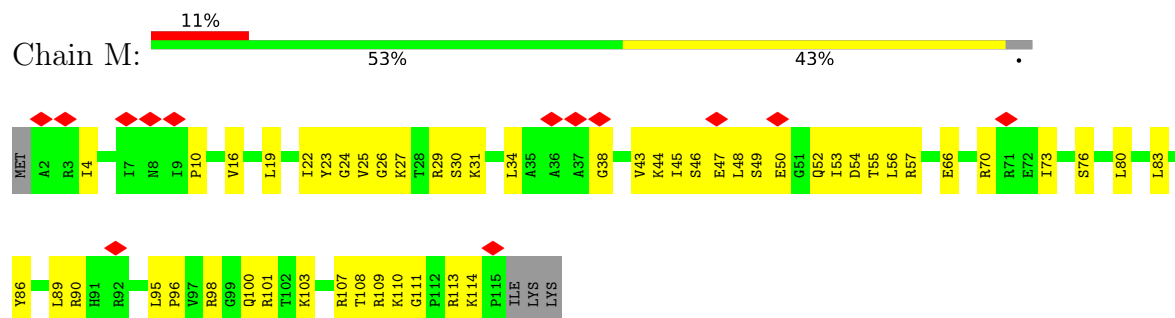 11%
Chain M:
53% 43% •
MET A2 R3 I4 I7 N8 I9 P10 V16 L19 I22 Y23 G24 V25 G26 K27 T28 R29 S30 K31 L34 A35 A36 A37 G38 V43 K44 I45 S46 E47 L48 S49 E50 G51 Q52 I53 D54 T55 L56 R57 E66 R70 R71 E72 I73 S76 L80 L83
Y86 L89 R90 H91 R92 L95 P96 V97 R98 G99 Q100 R101 T102 K103 R107 T108 R109 K110 G111 P112 R113 K114 P115 ILE LYS LYS